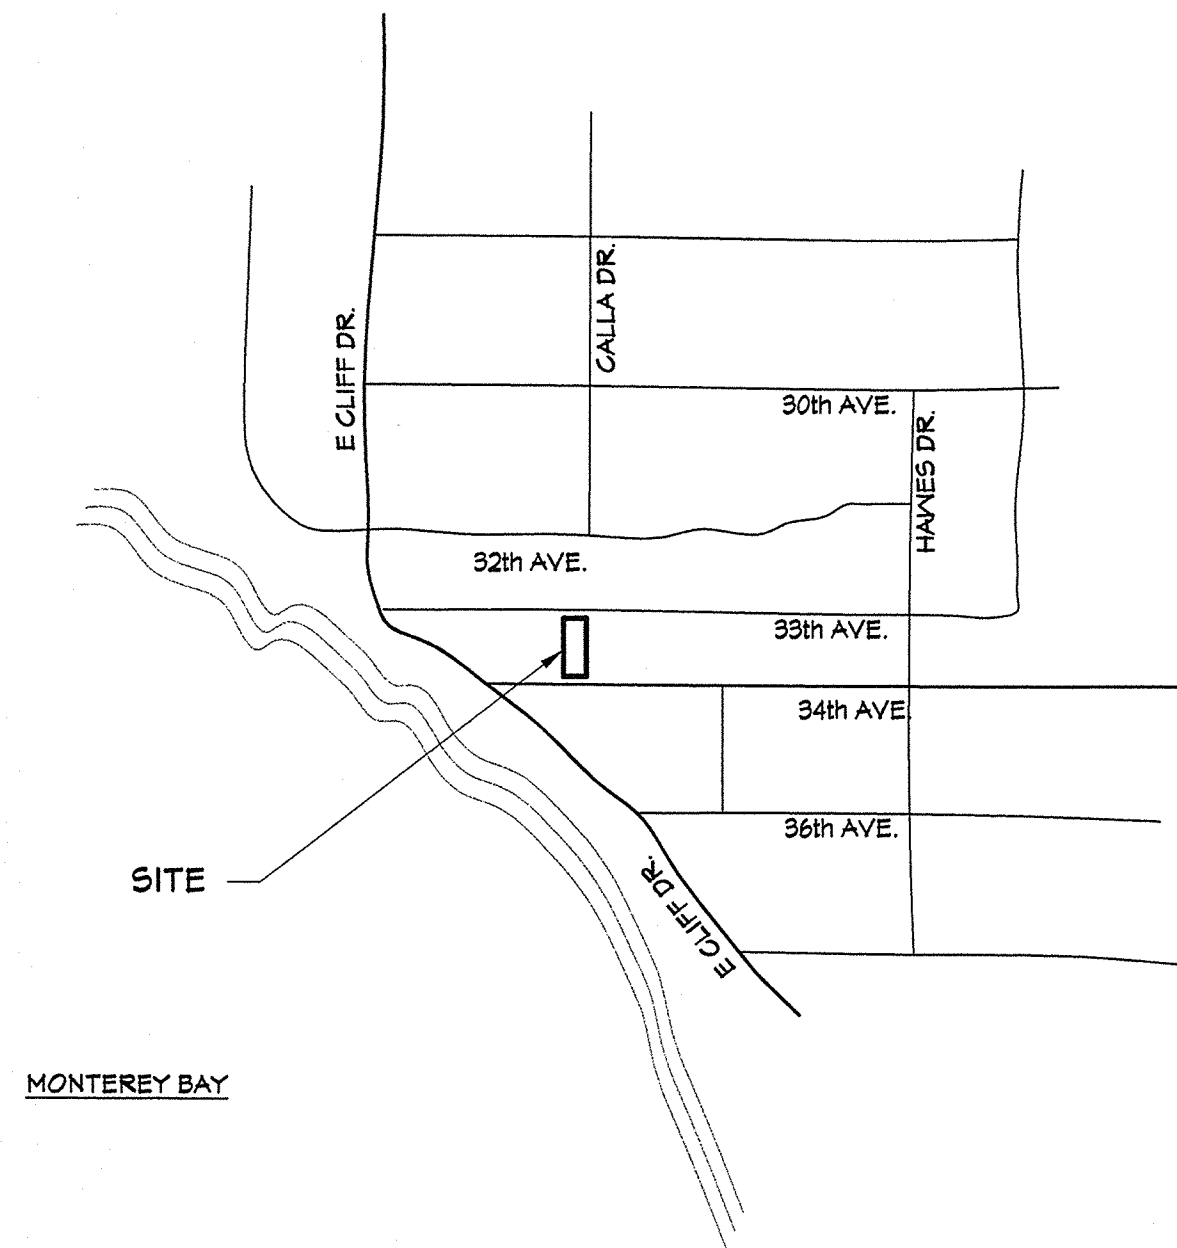 CALLA DR.
E CLIFF DR.
30th AVE.
HAWES DR.
32th AVE.
33th AVE.
34th AVE.
36th AVE.
SITE
E CLIFF DR.
MONTEREY BAY